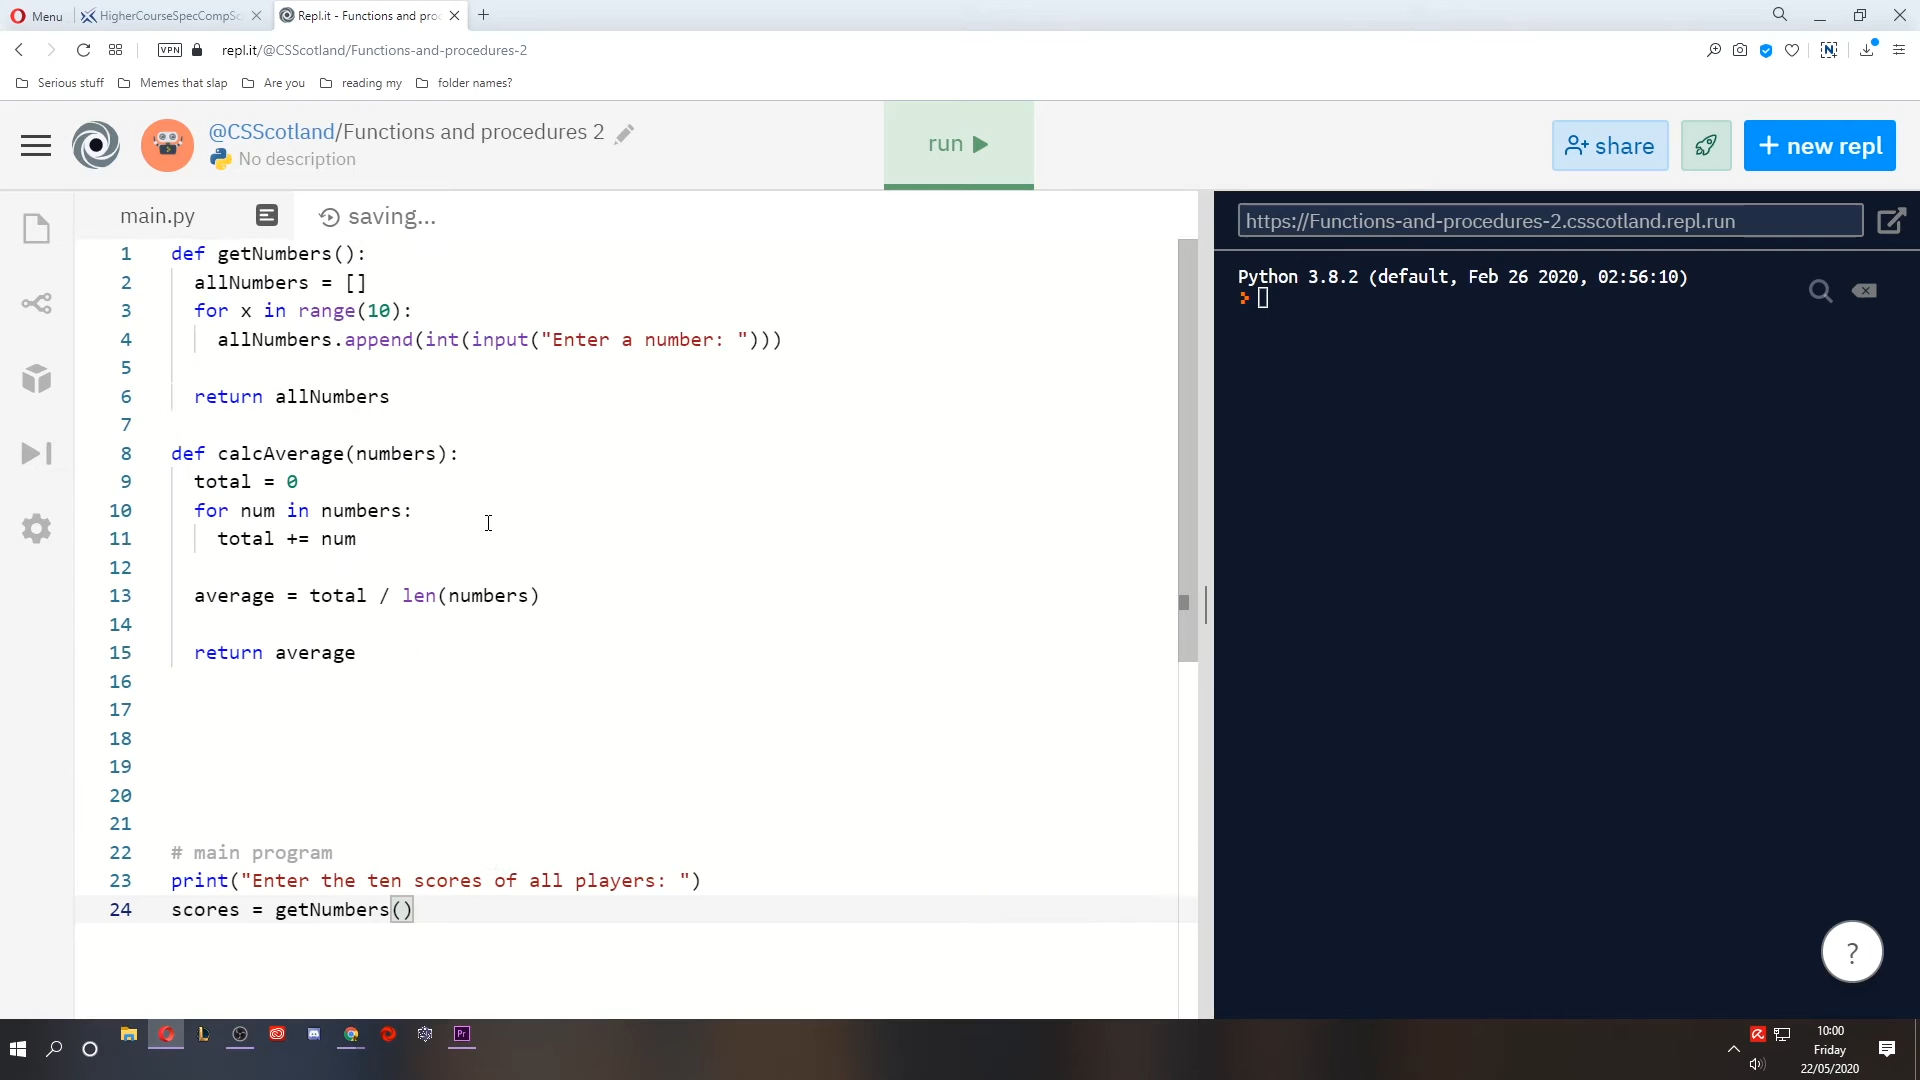 Menu
HigherCourseSpecCompSc
Repl.it - Functions and proc
VPN
repl.it/@CSScotland/Functions-and-procedures-2
Serious stuff
Memes that slap
Are you
reading my
folder names?
@CSScotland/Functions and procedures 2
No description
run
share
+ new repl
main.py
saving...
https://Functions-and-procedures-2.csscotland.repl.run
Python 3.8.2 (default, Feb 26 2020, 02:56:10)
1 def getNumbers():
2 allNumbers = []
3 for x in range(10):
4 allNumbers.append(int(input("Enter a number: ")))
5
6 return allNumbers
7
8 def calcAverage(numbers):
9 total = 0
10 for num in numbers:
11 total += num
12
13 average = total / len(numbers)
14
15 return average
16
17
18
19
20
21
22 # main program
23 print("Enter the ten scores of all players: ")
24 scores = getNumbers()
?
Pr
10:00
Friday
22/05/2020